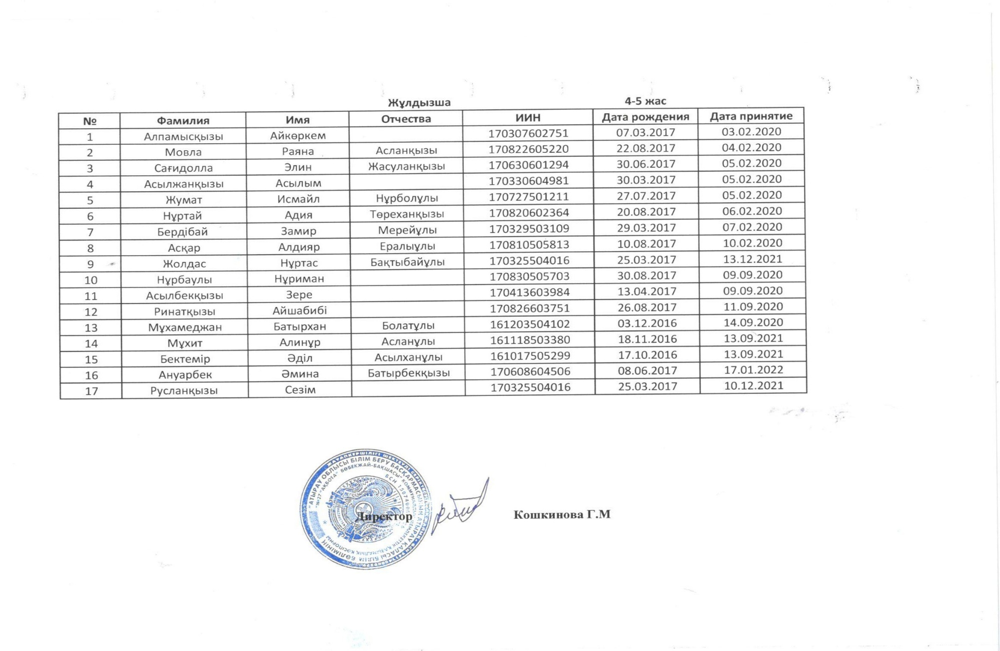 Жұлдызша 4-5 жас
№ Фамилия Имя Отчества ИИН Дата рождения Дата принятие
1 Алпамысқызы Айкөркем 170307602751 07.03.2017 03.02.2020
2 Мовла Раяна Асланқызы 170822605220 22.08.2017 04.02.2020
3 Сағидолла Элин Жасуланқызы 170630601294 30.06.2017 05.02.2020
4 Асылжанқызы Асылым 170330604981 30.03.2017 05.02.2020
5 Жумат Исмайл Нұрболұлы 170727501211 27.07.2017 05.02.2020
6 Нұртай Адия Төреханқызы 170820602364 20.08.2017 06.02.2020
7 Бердібай Замир Мерейұлы 170329503109 29.03.2017 07.02.2020
8 Асқар Алдияр Ералыұлы 170810505813 10.08.2017 10.02.2020
9 Жолдас Нұртас Бақтыбайұлы 170325504016 25.03.2017 13.12.2021
10 Нұрбаулы Нұриман 170830505703 30.08.2017 09.09.2020
11 Асылбекқызы Зере 170413603984 13.04.2017 09.09.2020
12 Ринатқызы Айшабибі 170826603751 26.08.2017 11.09.2020
13 Мұхамеджан Батырхан Болатұлы 161203504102 03.12.2016 14.09.2020
14 Мұхит Алинұр Асланұлы 161118503380 18.11.2016 13.09.2021
15 Бектемір Әділ Асылханұлы 161017505299 17.10.2016 13.09.2021
16 Ануарбек Әмина Батырбекқызы 170608604506 08.06.2017 17.01.2022
17 Русланқызы Сезім 170325504016 25.03.2017 10.12.2021
"АТЫРАУ ОБЛЫСЫ БІЛІМ БЕРУ БАСҚАРМАСЫНЫҢ АТЫРАУ ҚАЛАСЫ БІЛІМ БӨЛІМІНІҢ
"№27 "АҚБОТА" БӨБЕКЖАЙ-БАҚШАСЫ" КОММУНАЛДЫҚ МЕМЛЕКЕТТІК ҚАЗЫНАЛЫҚ КӘСІПОРНЫ
БСН
Директор Кошкинова Г.М